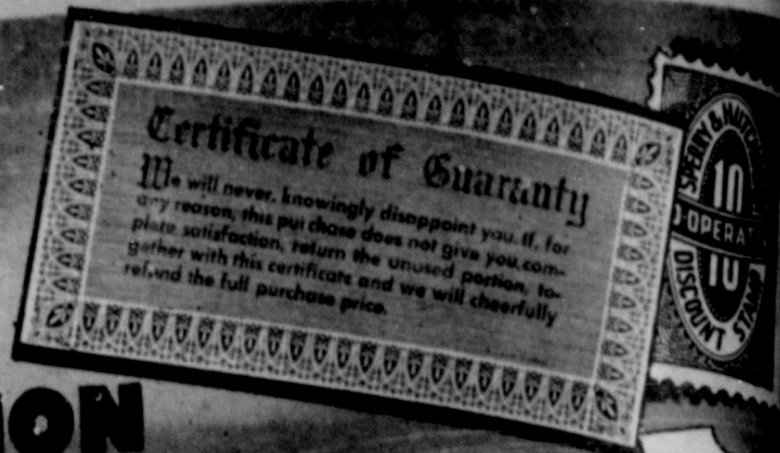 Certificate of Guaranty
We will never, knowingly disappoint you. If, for
any reason, this purchase does not give you com-
plete satisfaction, return the unused portion, to-
gether with this certificate and we will cheerfully
refund the full purchase price.
SPERRY & HUTCH
10
O-OPERAT
10
DISCOUNT STAMP
ION